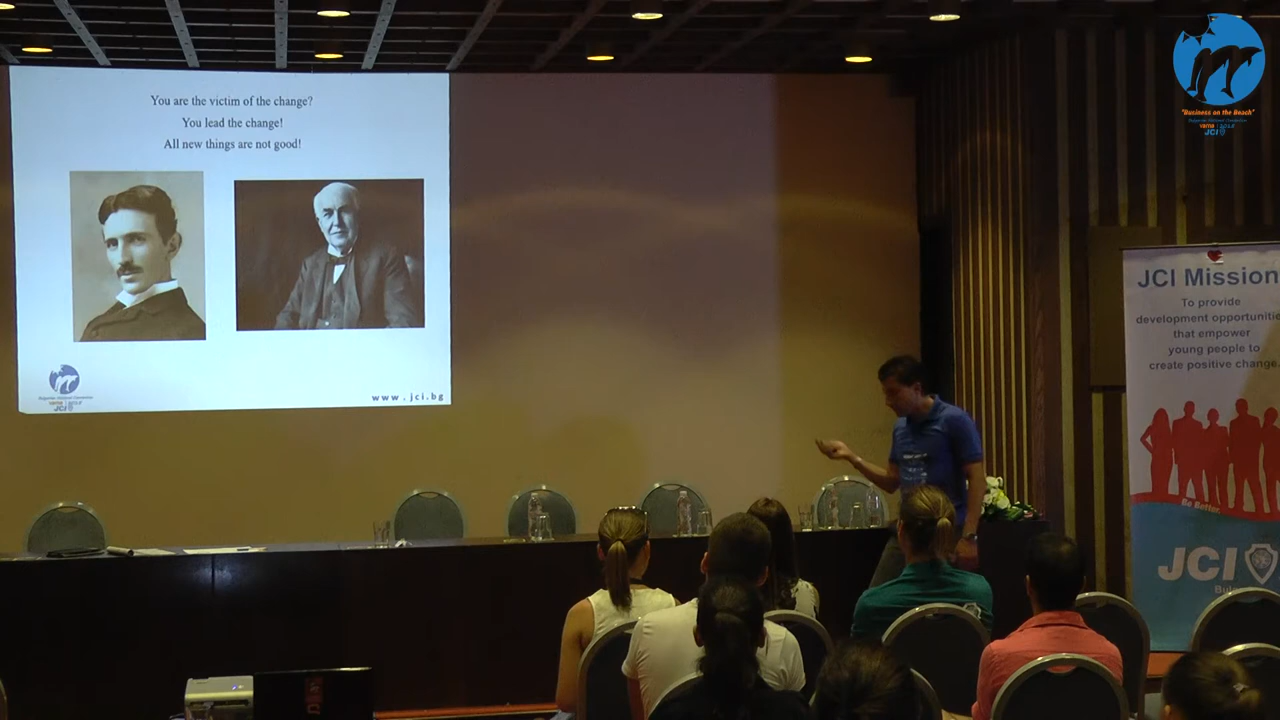 You are the victim of the change?
You lead the change!
All new things are not good!
JCI
www.jci.bg
"Business on the Beach"
JCI
JCI Mission
To provide
development opportunitie
that empower
young people to
create positive change.
Be Better
JCI